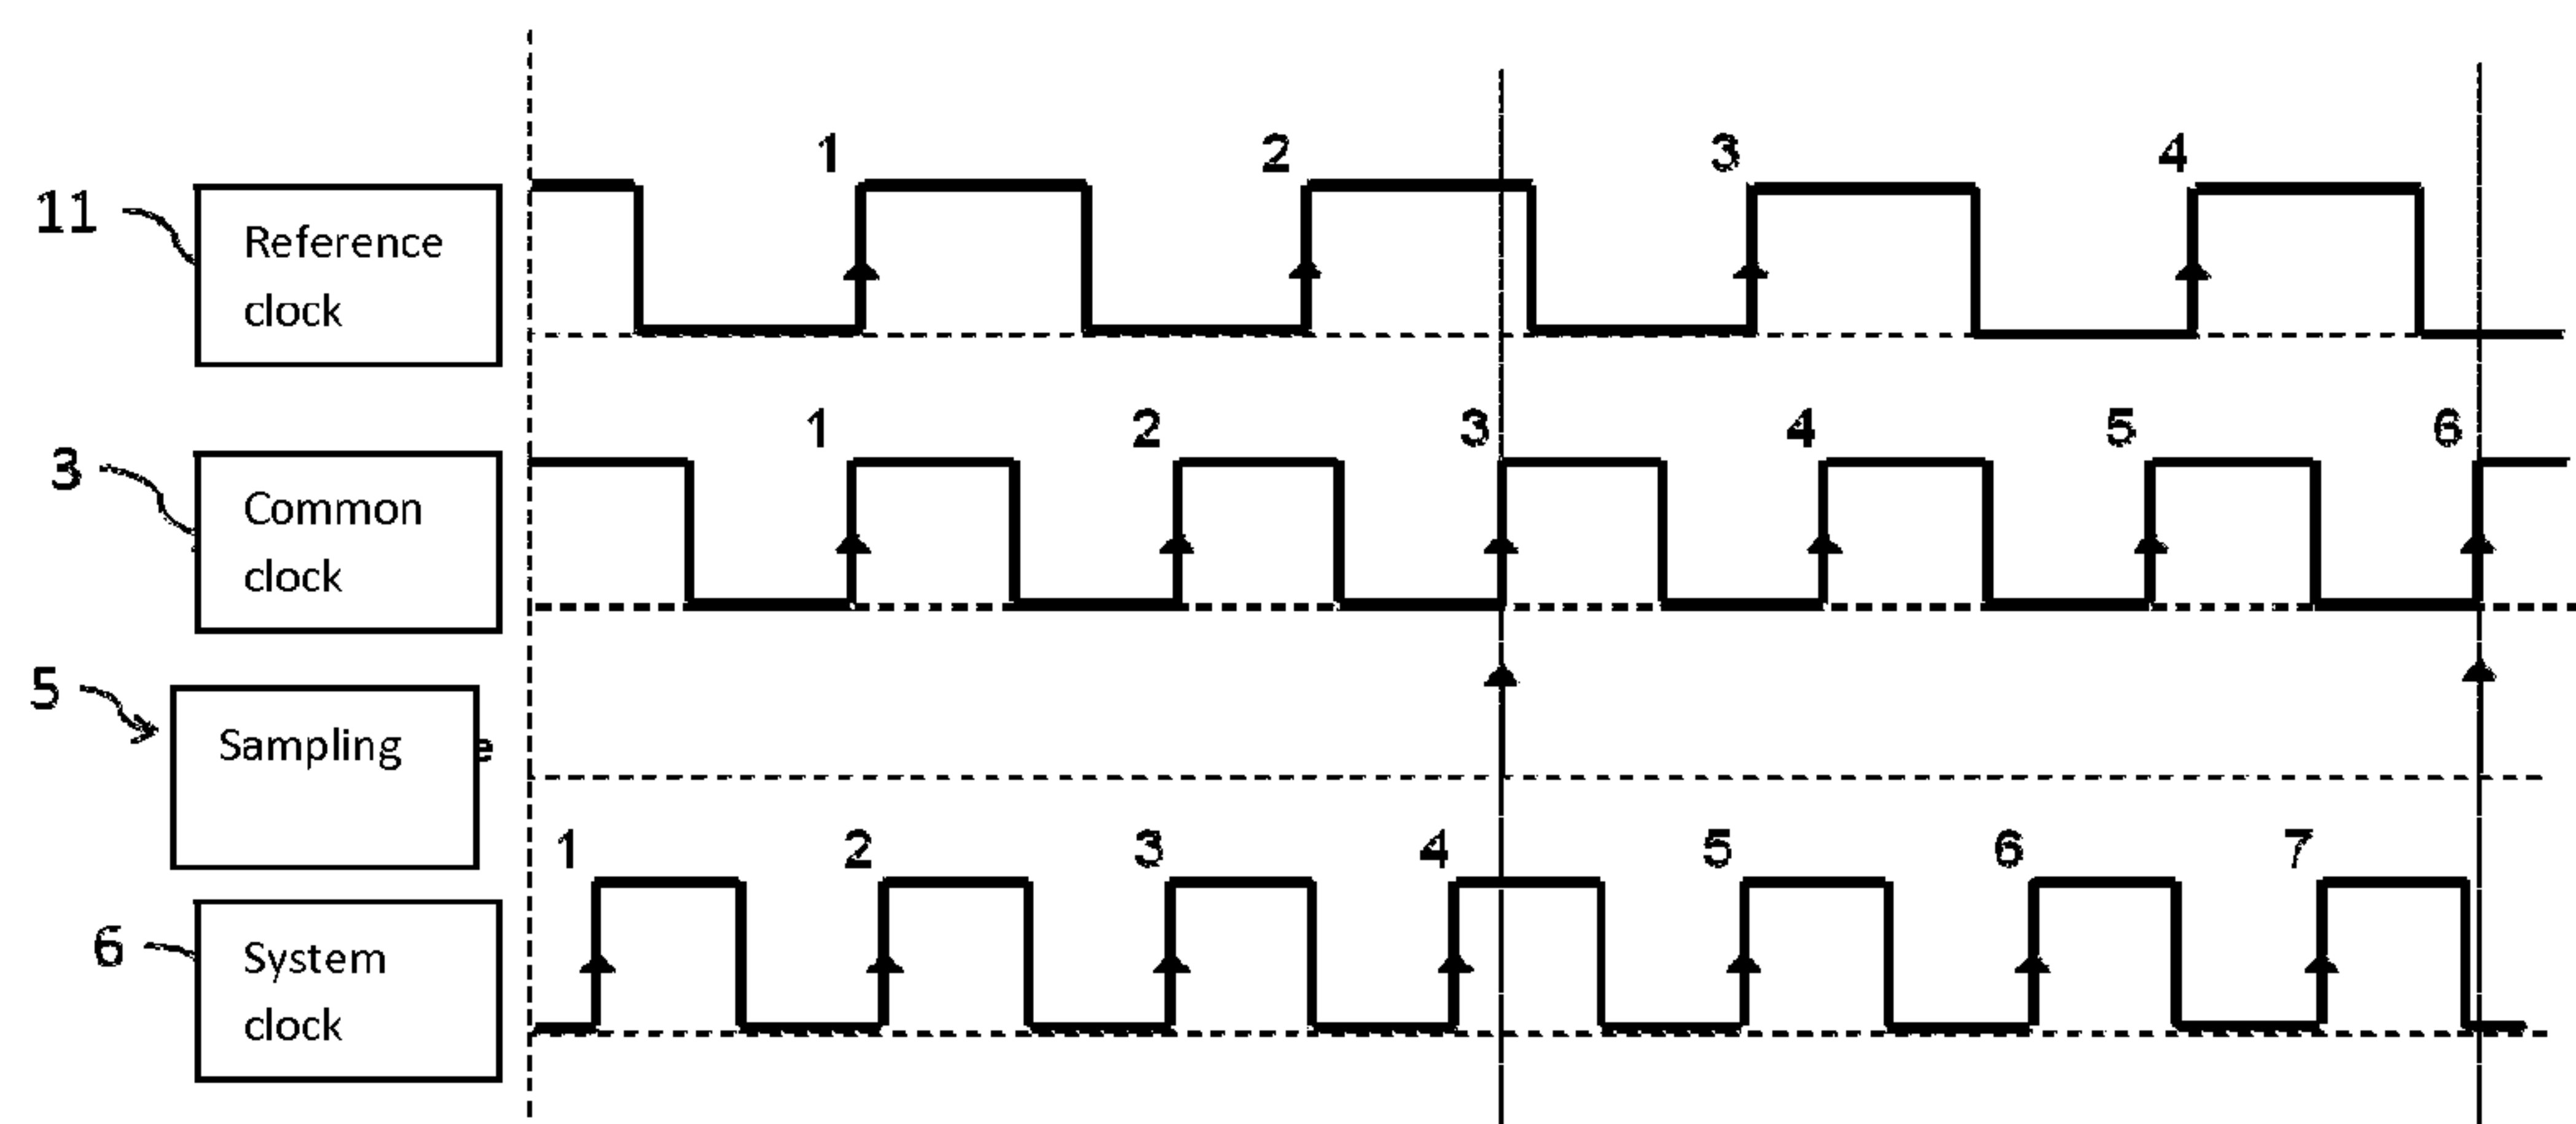 1 2 3 4
11
Reference
clock
1 2 3 4 5 6
3
Common
clock
5
Sampling
e
1 2 3 4 5 6 7
6
System
clock